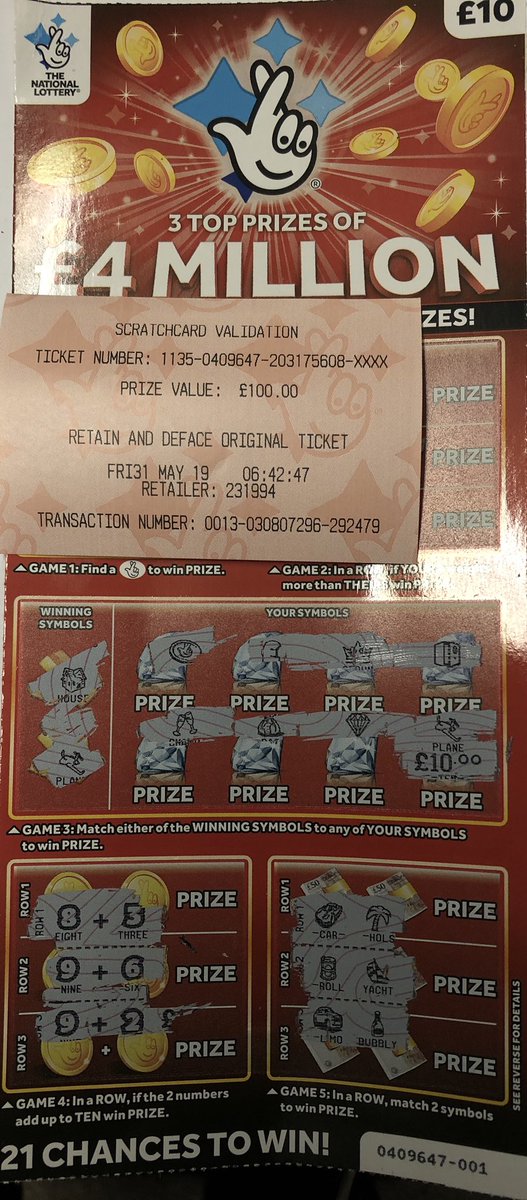 £10
THE
NATIONAL
LOTTERY®
®
3 TOP PRIZES OF
£4 MILLION
ZES!
SCRATCHCARD VALIDATION
TICKET NUMBER: 1135-0409647-203175608-XXXX
PRIZE VALUE: £100.00
RETAIN AND DEFACE ORIGINAL TICKET
FRI31 MAY 19 06:42:47
RETAILER: 231994
TRANSACTION NUMBER: 0013-030807296-292479
PRIZE
PRIZE
PRIZE
GAME 1: Find a to win PRIZE.
GAME 2: In a ROW, if
more than
WINNING
SYMBOLS
YOUR SYMBOLS
HOUSE
PLANE
PRIZE PRIZE PRIZE PRIZE
PLANE
£10.00
PRIZE PRIZE PRIZE PRIZE
GAME 3: Match either of the WINNING SYMBOLS to any of YOUR SYMBOLS
to win PRIZE.
ROW 1
8 + 3 PRIZE
EIGHT THREE
ROW 2
9 + 6 PRIZE
NINE SIX
ROW 3
9 + 2
+ PRIZE
GAME 4: In a ROW, if the 2 numbers
add up to TEN win PRIZE.
ROW 1
PRIZE
CAR HOLS
ROW 2
PRIZE
ROLL YACHT
ROW 3
LIMO BUBBLY
PRIZE
GAME 5: In a ROW, match 2 symbols
to win PRIZE.
SEE REVERSE FOR DETAILS
21 CHANCES TO WIN!
0409647-001